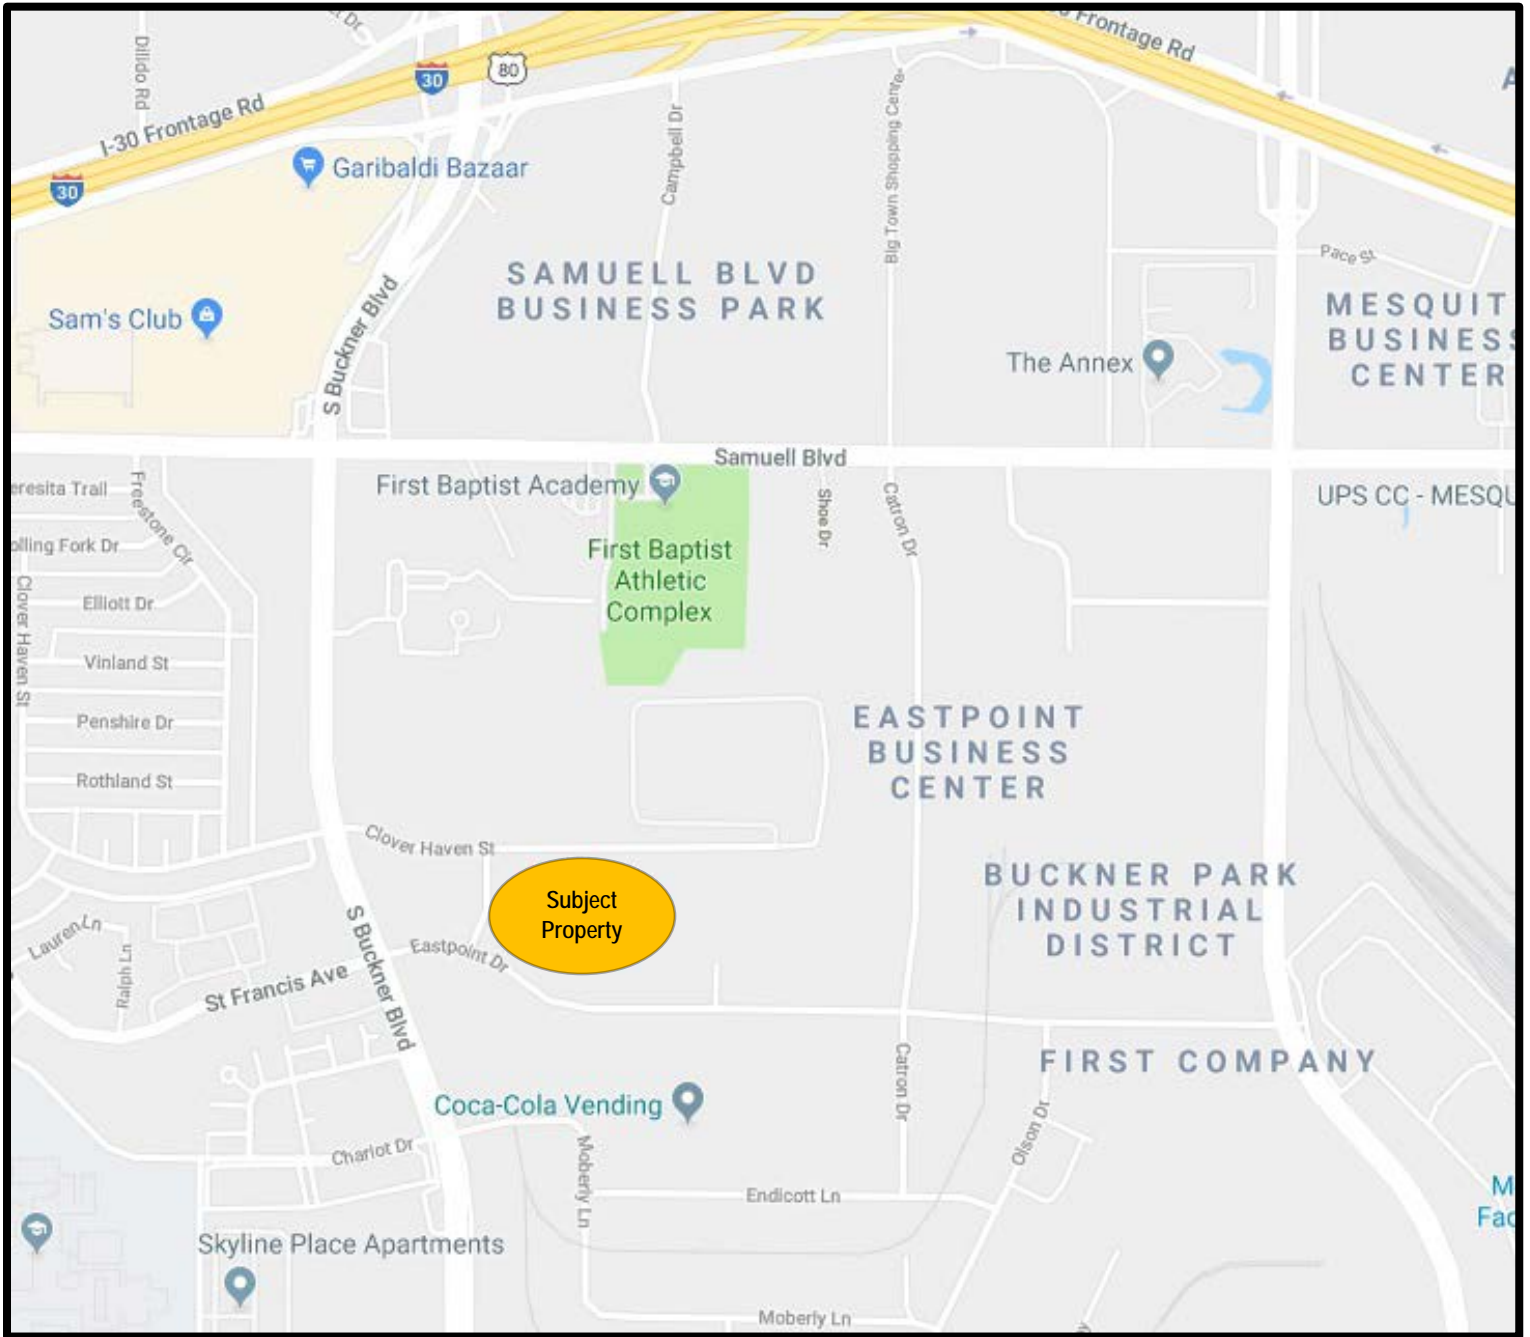 Frontage Rd
Dilido Rd
Dr
30
80
I-30 Frontage Rd
Campbell Dr
Big Town Shopping Cente
Garibaldi Bazaar
30
SAMUELL BLVD
BUSINESS PARK
Pace St
Sam's Club
S Buckner Blvd
MESQUIT
BUSINES
CENTER
The Annex
Samuell Blvd
eresita Trail
Freestone Cir
First Baptist Academy
Shoe Dr
Catron Dr
UPS CC - MESQU
olling Fork Dr
First Baptist
Athletic
Complex
Clover Haven St
Elliott Dr
Vinland St
Penshire Dr
EASTPOINT
BUSINESS
CENTER
Rothland St
Clover Haven St
BUCKNER PARK
INDUSTRIAL
DISTRICT
Subject
Property
Lauren Ln
Ralph Ln
S Buckner Blvd
Eastpoint Dr
St Francis Ave
FIRST COMPANY
Catron Dr
Coca-Cola Vending
Olson Dr
Chariot Dr
Moberly Ln
Endicott Ln
M
Fac
Skyline Place Apartments
Moberly Ln